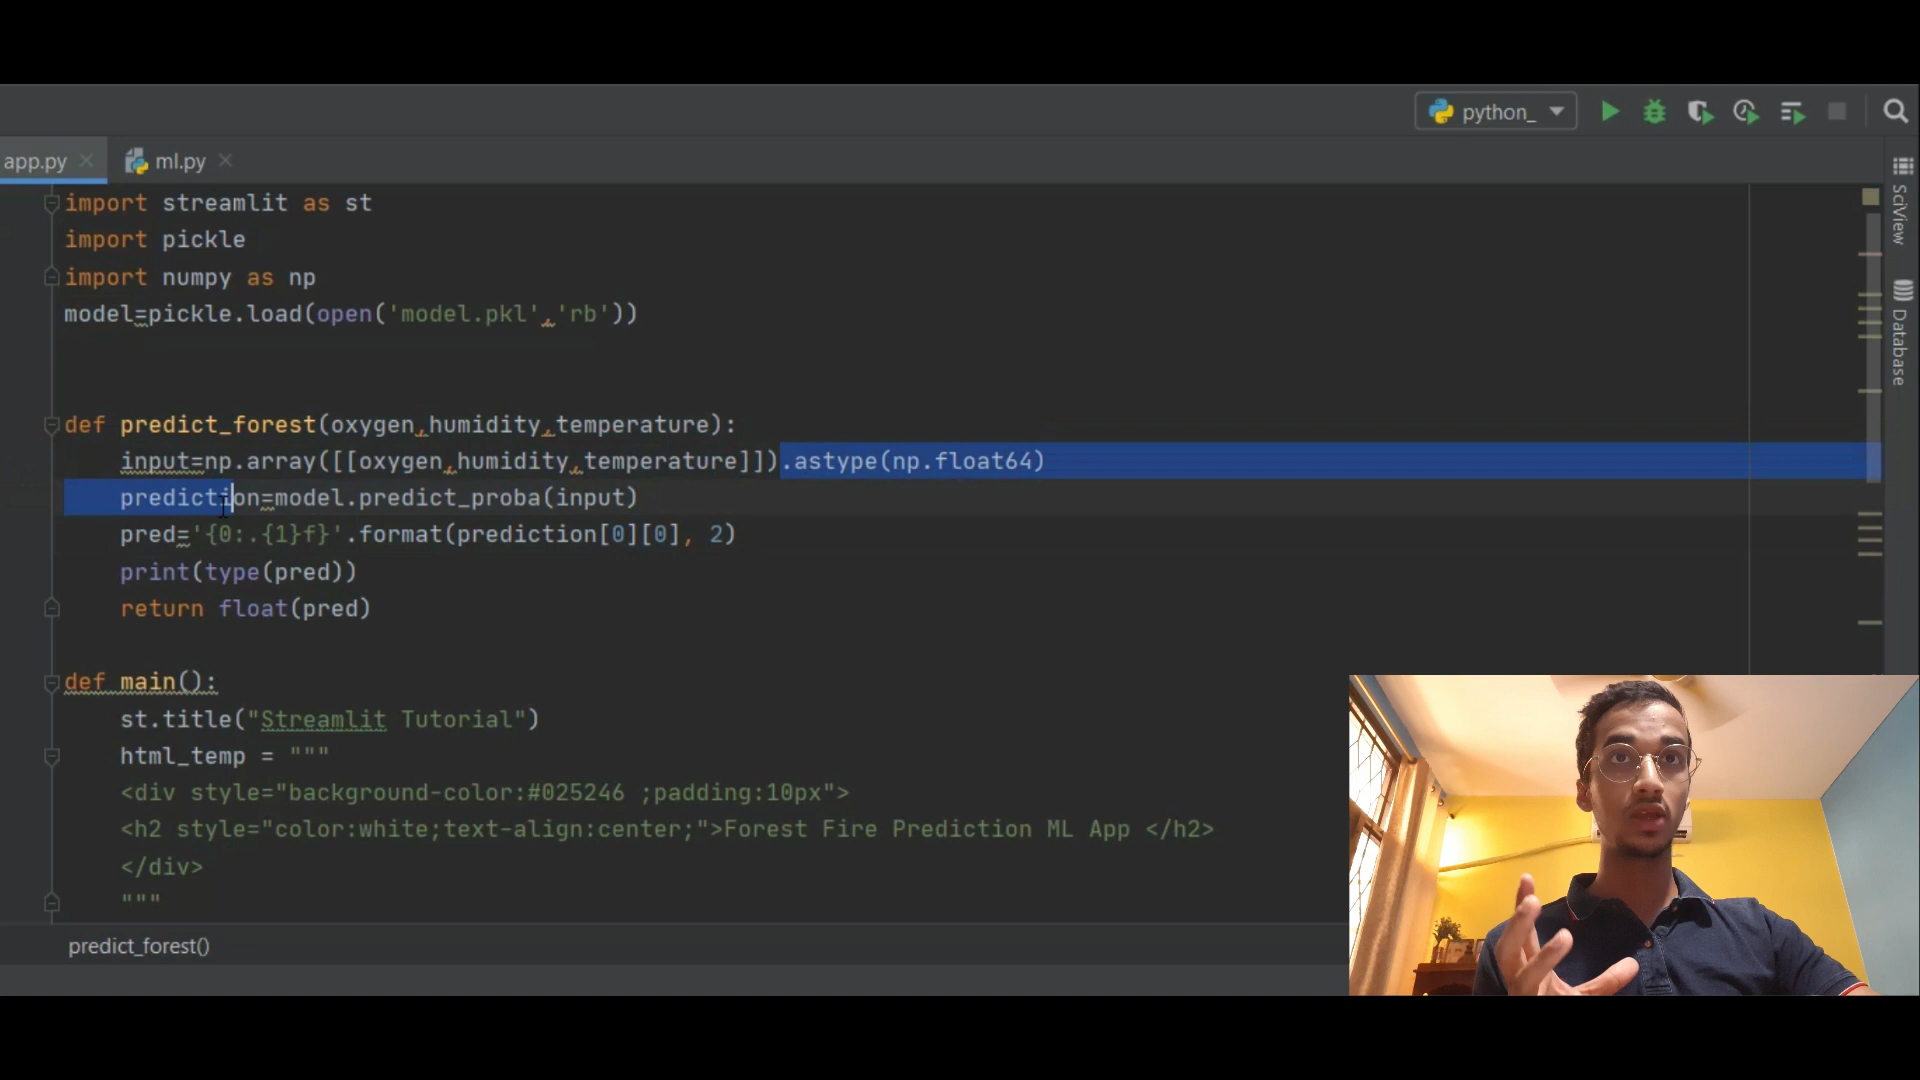 python_
app.py
ml.py
import streamlit as st
import pickle
import numpy as np
model=pickle.load(open('model.pkl','rb'))
def predict_forest(oxygen,humidity,temperature):
input=np.array([[oxygen,humidity,temperature]]).astype(np.float64)
prediction=model.predict_proba(input)
pred='{0:.{1}f}'.format(prediction[0][0], 2)
print(type(pred))
return float(pred)
def main():
st.title("Streamlit Tutorial")
html_temp = """
<div style="background-color:#025246 ;padding:10px">
<h2 style="color:white;text-align:center;">Forest Fire Prediction ML App </h2>
</div>
"""
predict_forest()
SciView
Database